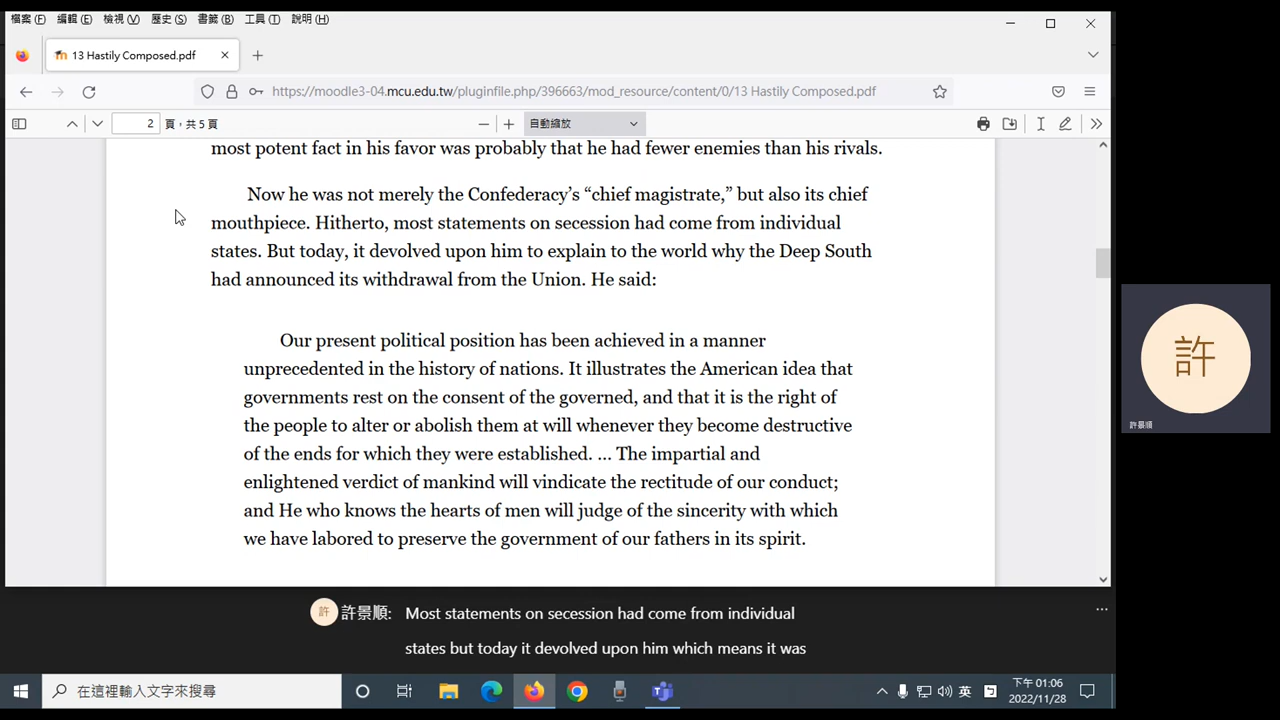 檔案(F) 編輯(E) 檢視(V) 歷史(S) 書籤(B) 工具(T) 說明(H)
13 Hastily Composed.pdf
https://moodle3-04.mcu.edu.tw/pluginfile.php/396663/mod_resource/content/0/13 Hastily Composed.pdf
2 頁，共 5 頁 自動縮放
most potent fact in his favor was probably that he had fewer enemies than his rivals.
Now he was not merely the Confederacy’s “chief magistrate,” but also its chief
mouthpiece. Hitherto, most statements on secession had come from individual
states. But today, it devolved upon him to explain to the world why the Deep South
had announced its withdrawal from the Union. He said:
Our present political position has been achieved in a manner
unprecedented in the history of nations. It illustrates the American idea that
governments rest on the consent of the governed, and that it is the right of
the people to alter or abolish them at will whenever they become destructive
of the ends for which they were established. ... The impartial and
enlightened verdict of mankind will vindicate the rectitude of our conduct;
and He who knows the hearts of men will judge of the sincerity with which
we have labored to preserve the government of our fathers in its spirit.
許
許景順
許 許景順: Most statements on secession had come from individual
states but today it devolved upon him which means it was
在這裡輸入文字來搜尋
英
下午 01:06
2022/11/28